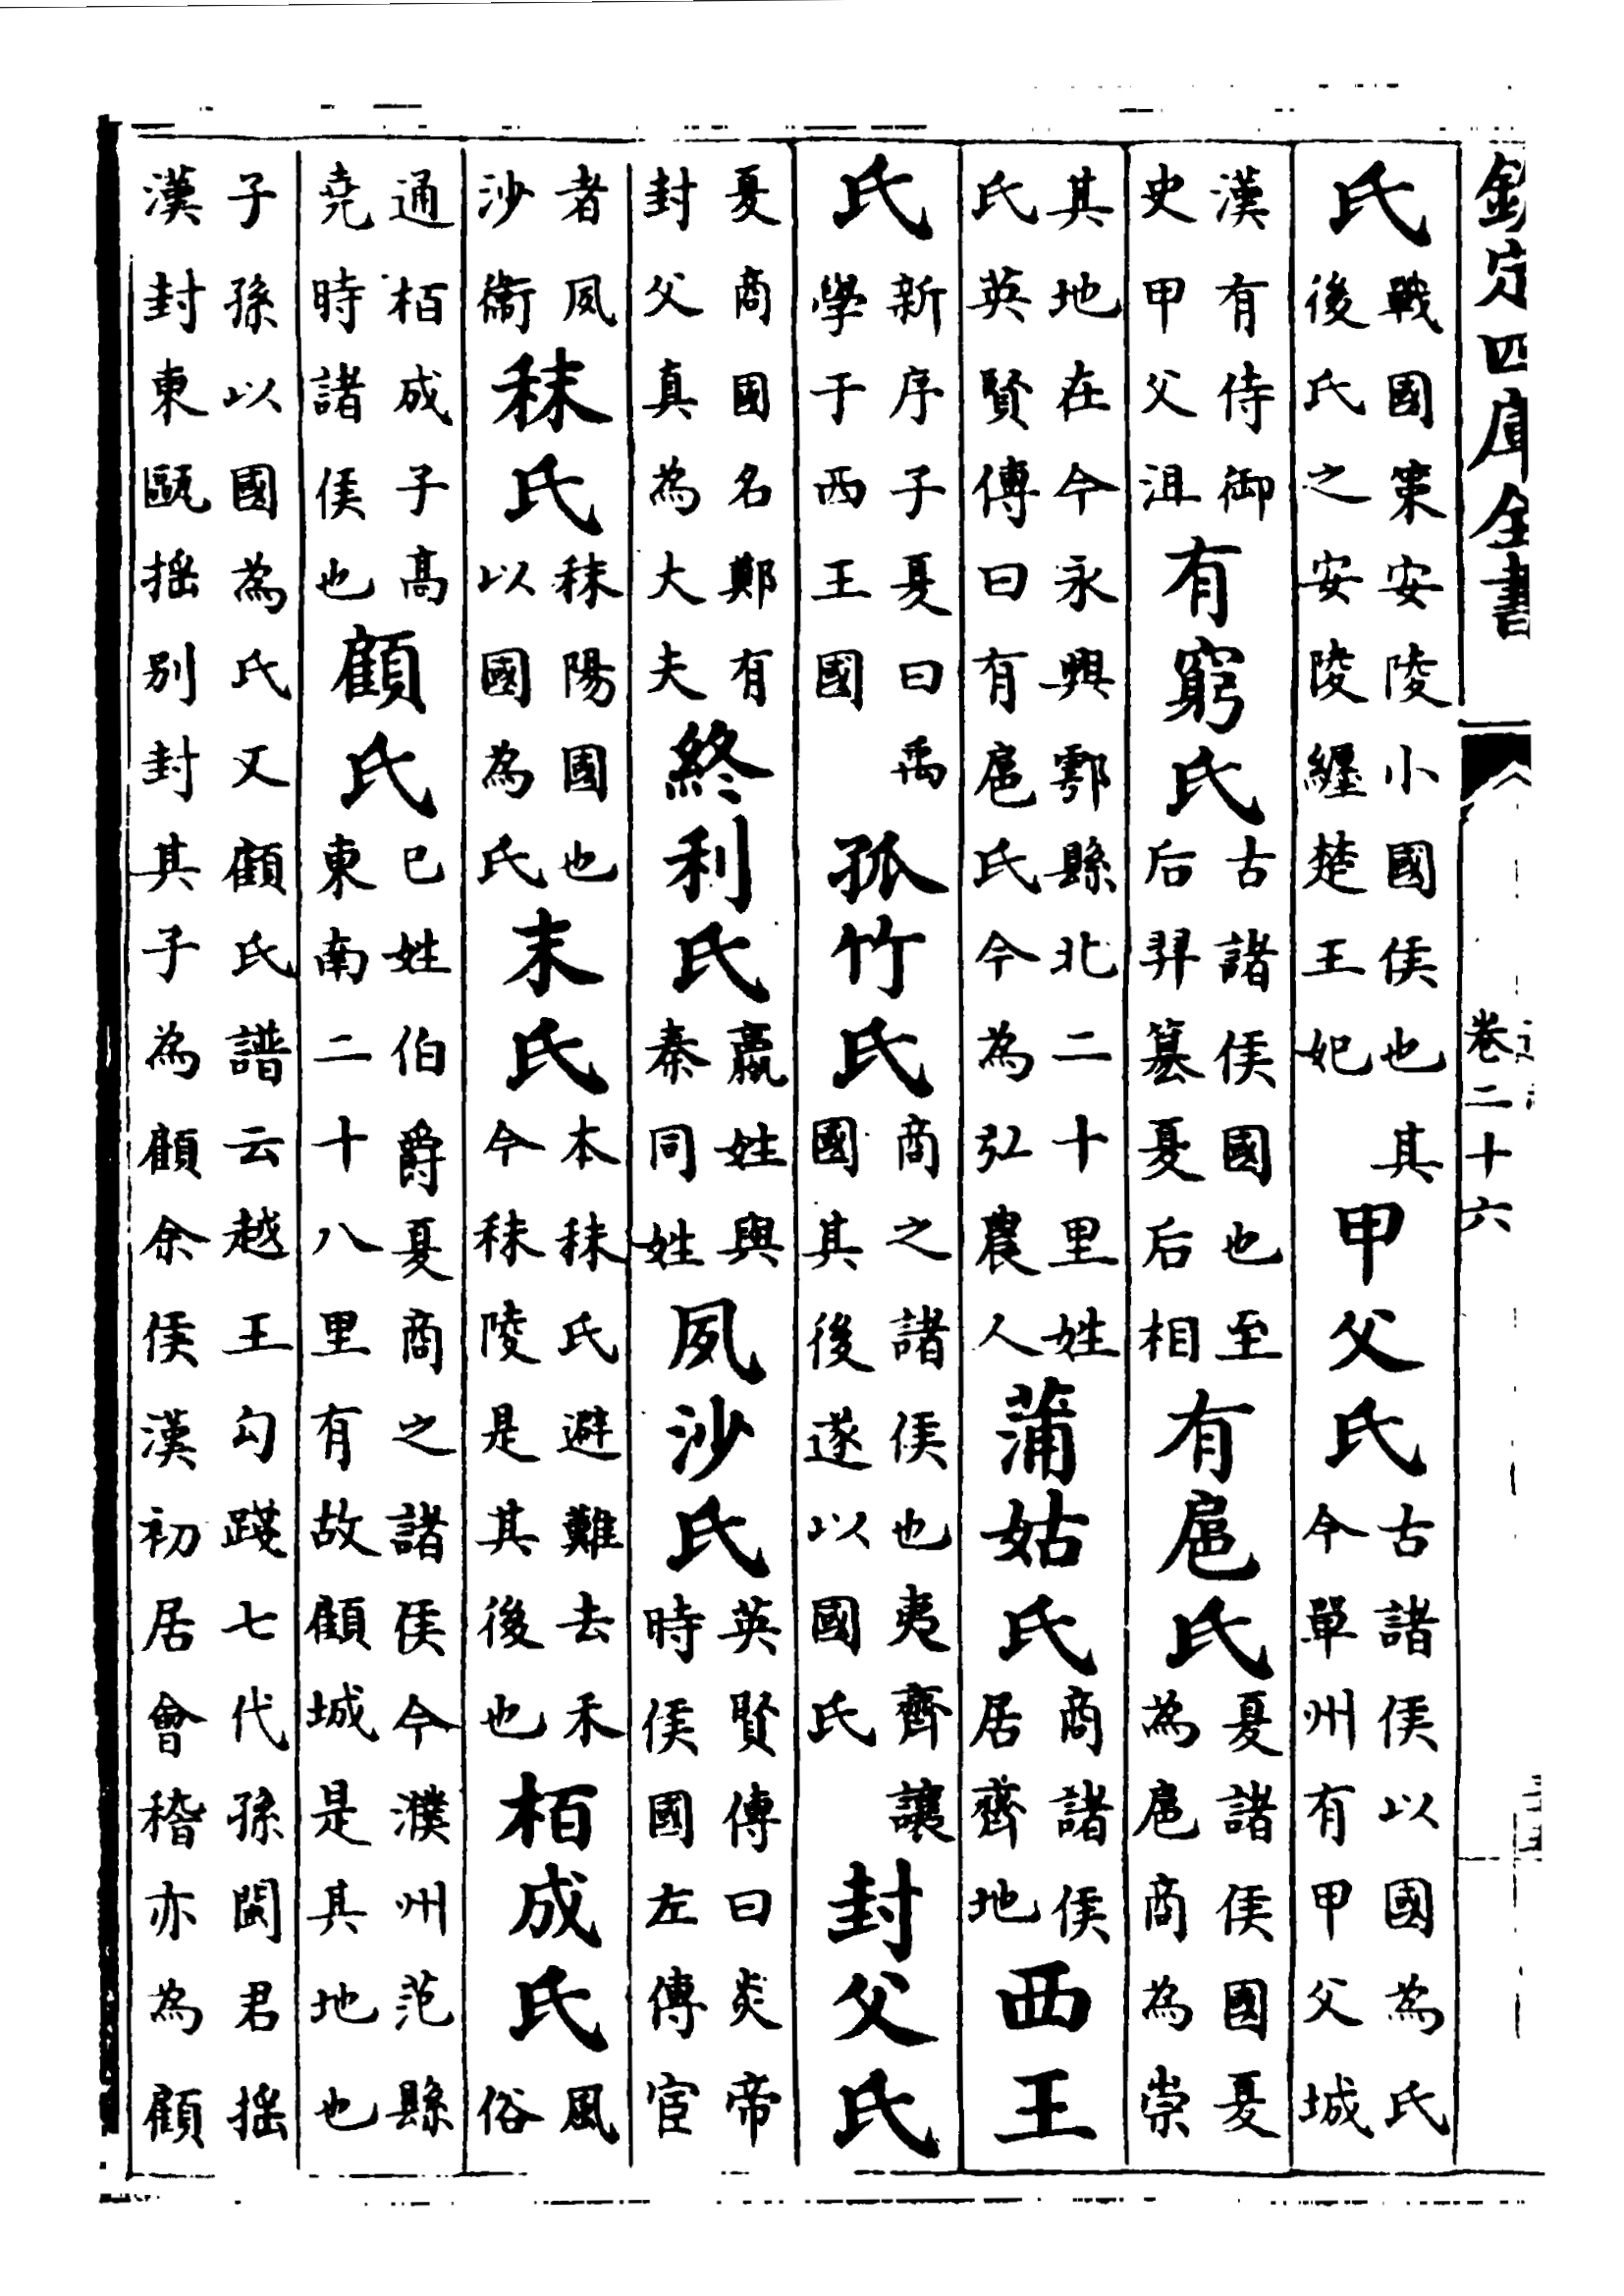 欽定四庫全書 卷二十六
氏戰國策安陵小國侯也其後氏之安陵纏楚王妃甲父氏古諸侯以國為氏今單州有甲父城
漢有侍御史甲父沮有窮氏古諸侯國也至后羿簒夏后相有扈氏夏諸侯國夏為扈商為崇
其地在今永興鄠縣北二十里姓氏英賢傳曰有扈氏今為弘農人蒲姑氏商諸侯居齊地西王
氏新序子夏曰禹學于西王國孤竹氏商之諸侯也夷齊讓國其後遂以國氏封父氏
夏商國名鄭有封父真為大夫終利氏嬴姓與秦同姓夙沙氏英賢傳曰炎帝時侯國左傳宦
者夙沙衞秣氏秣陽國也以國為氏末氏本秣氏避難去禾今秣陵是其後也栢成氏風俗
通栢成子高堯時諸侯也顧氏已姓伯爵夏商之諸侯今濮州范縣東南二十八里有故顧城是其地也
子孫以國為氏又顧氏譜云越王勾踐七代孫閩君揺漢封東甌揺别封封其子為顧余侯漢初居會稽亦為顧